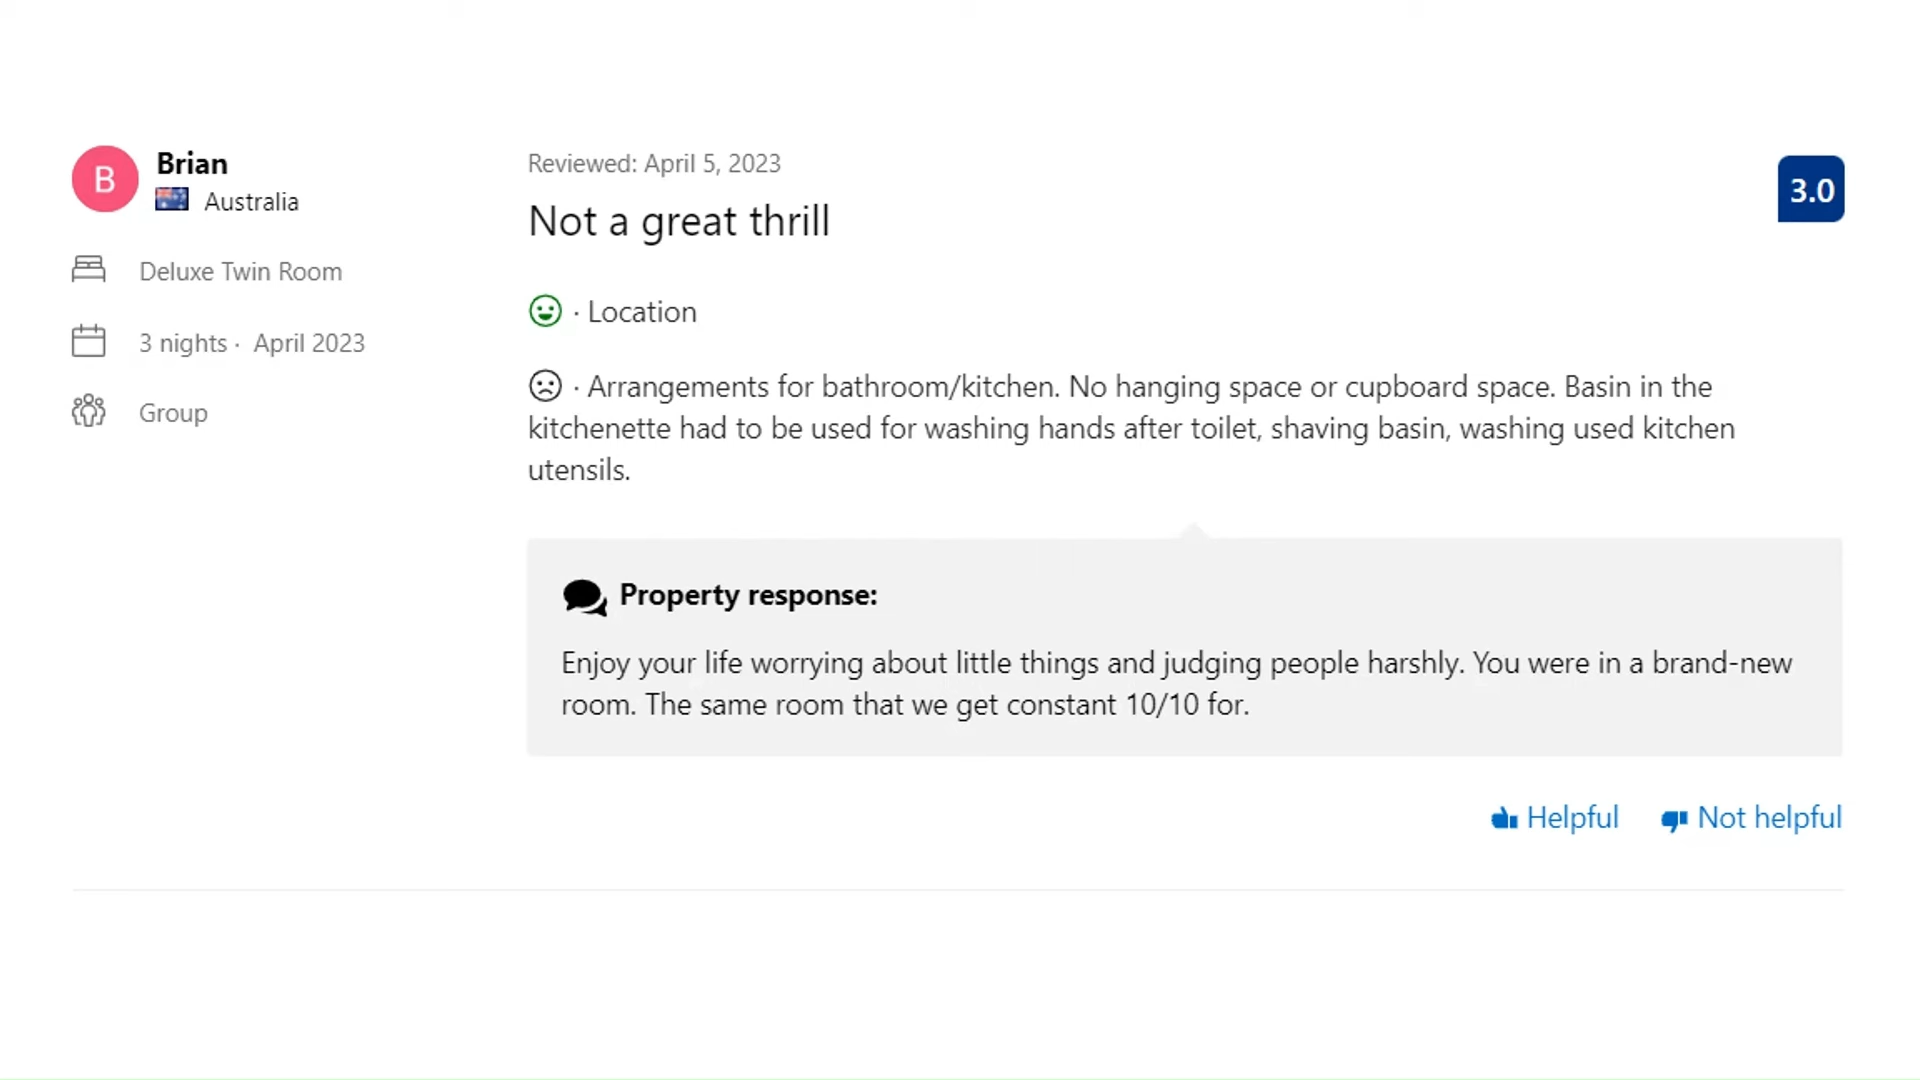 B
Brian
Australia
Deluxe Twin Room
3 nights · April 2023
Group
Reviewed: April 5, 2023
3.0
Not a great thrill
· Location
· Arrangements for bathroom/kitchen. No hanging space or cupboard space. Basin in the
kitchenette had to be used for washing hands after toilet, shaving basin, washing used kitchen
utensils.
Property response:
Enjoy your life worrying about little things and judging people harshly. You were in a brand-new
room. The same room that we get constant 10/10 for.
Helpful
Not helpful